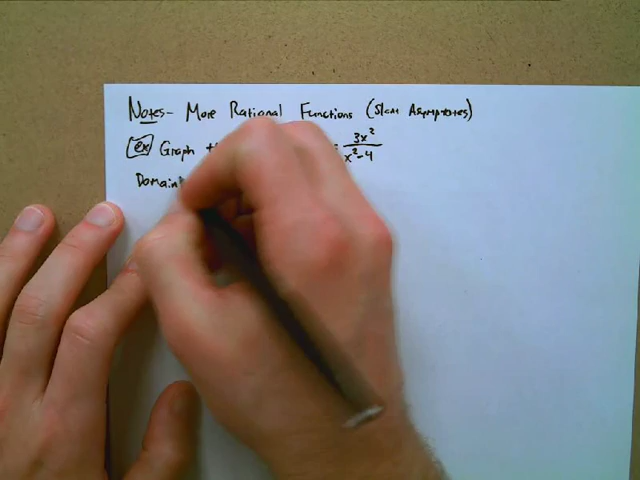 Notes- More Rational Functions (Slant Asymptotes)
ex Graph = 3x²/x²-4
Domain